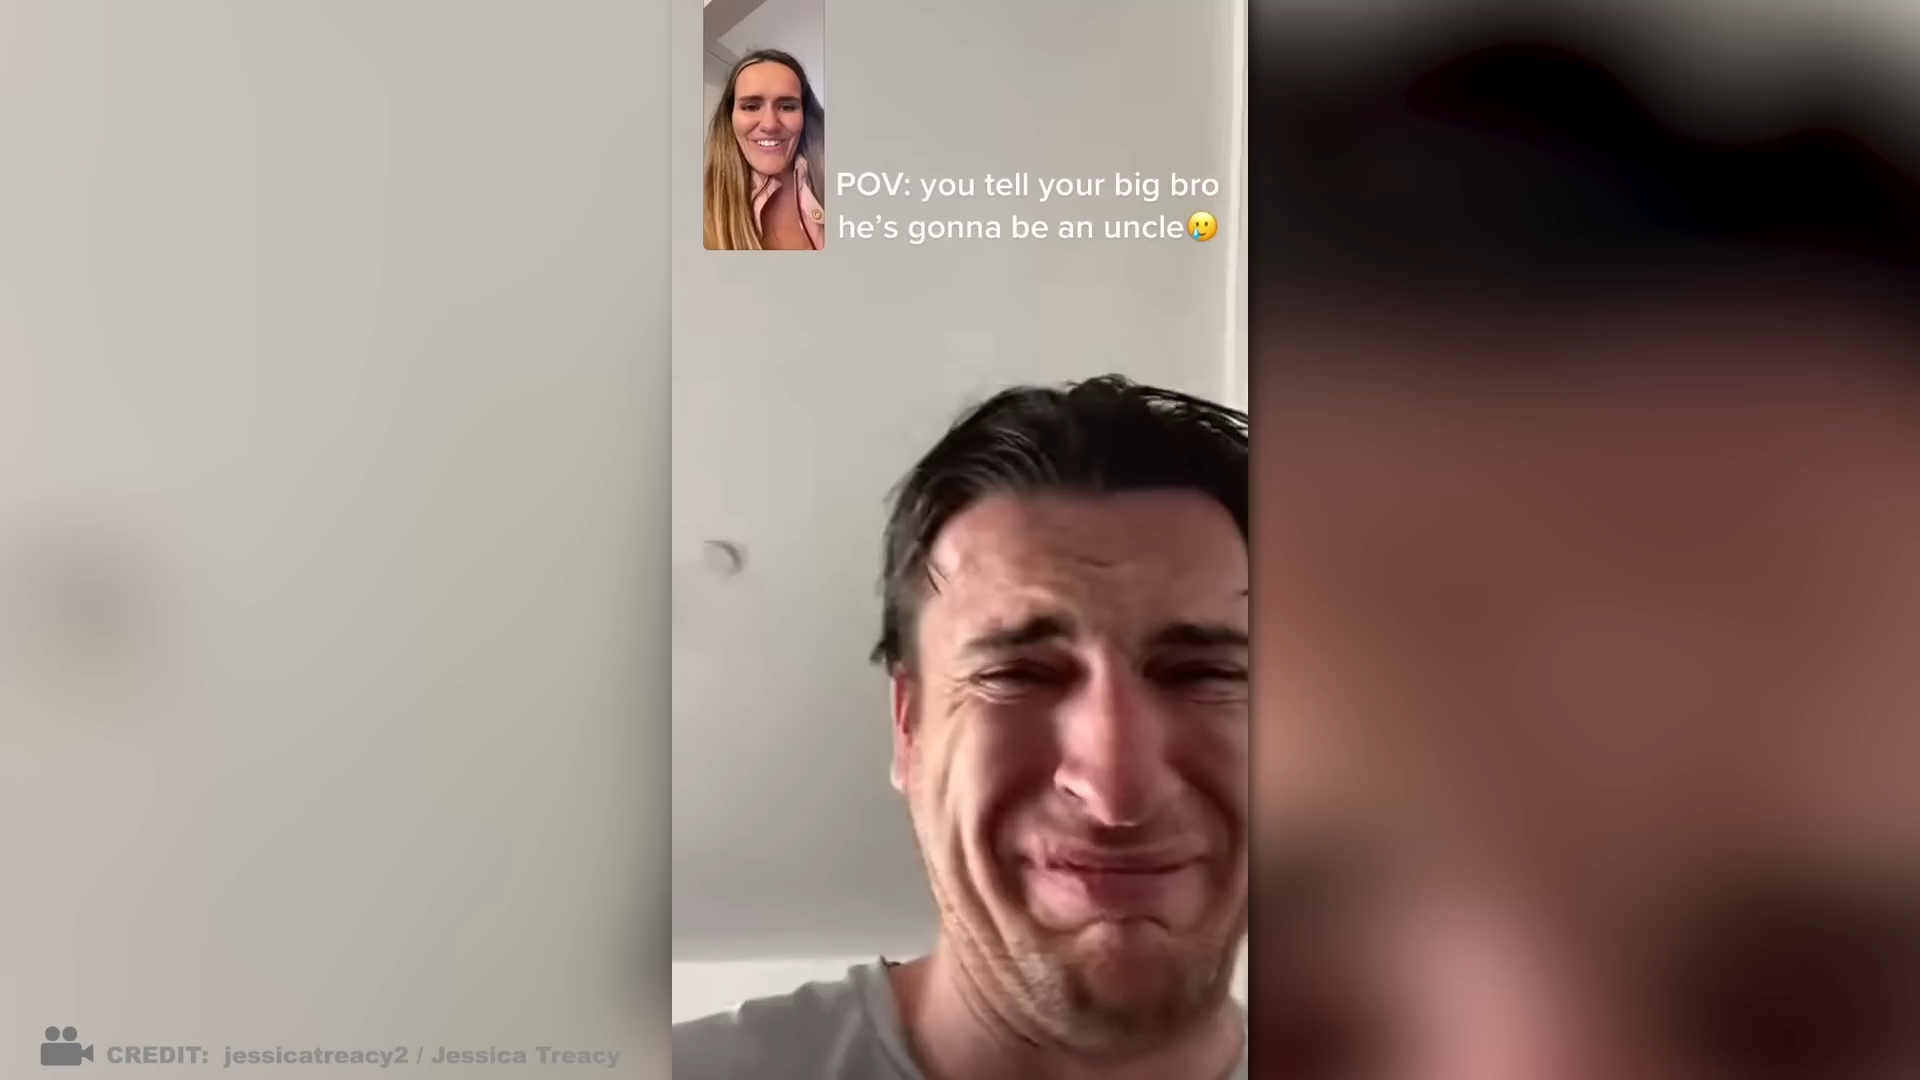 POV: you tell your big bro
he’s gonna be an uncle🥲
CREDIT: jessicatreacy2 / Jessica Treacy